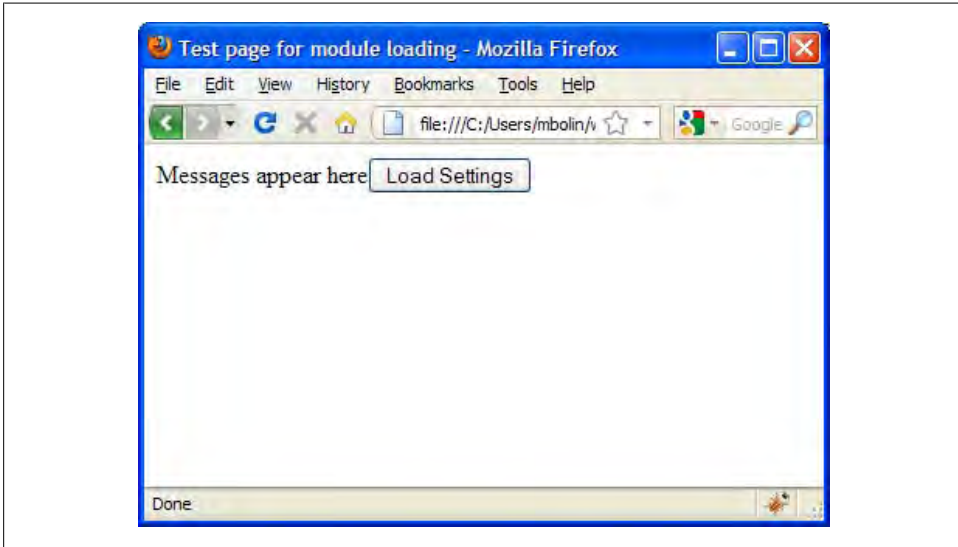 Test page for module loading - Mozilla Firefox
File Edit View History Bookmarks Tools Help
file:///C:/Users/mbolin/ Google
Messages appear here Load Settings
Done